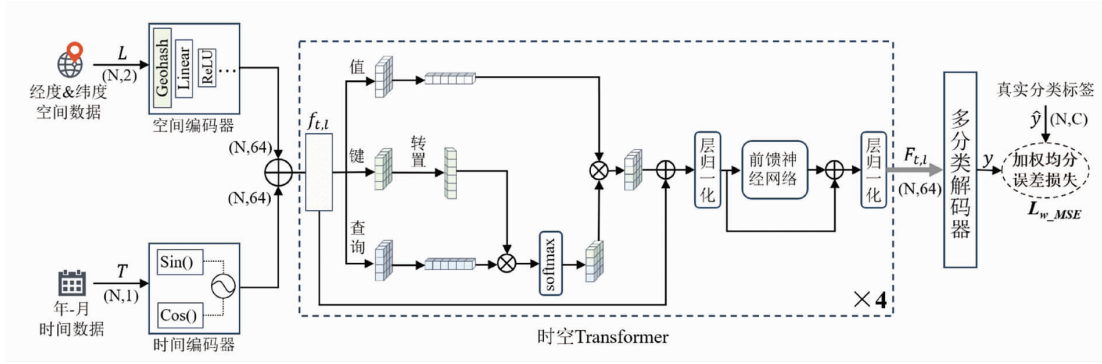 L
(N,2)
经度&纬度
空间数据
Geohash
Linear
ReLU
...
空间编码器
(N,64)
(N,64)
T
(N,1)
年-月
时间数据
Sin()
Cos()
时间编码器
f_{t,l}
值
键
转置
查询
softmax
层归一化
前馈神
经网络
层归一化
×4
时空Transformer
F_{t,l}
(N,64)
多分类解码器
y
真实分类标签
ŷ (N,C)
加权均分
误差损失
L_{w_MSE}